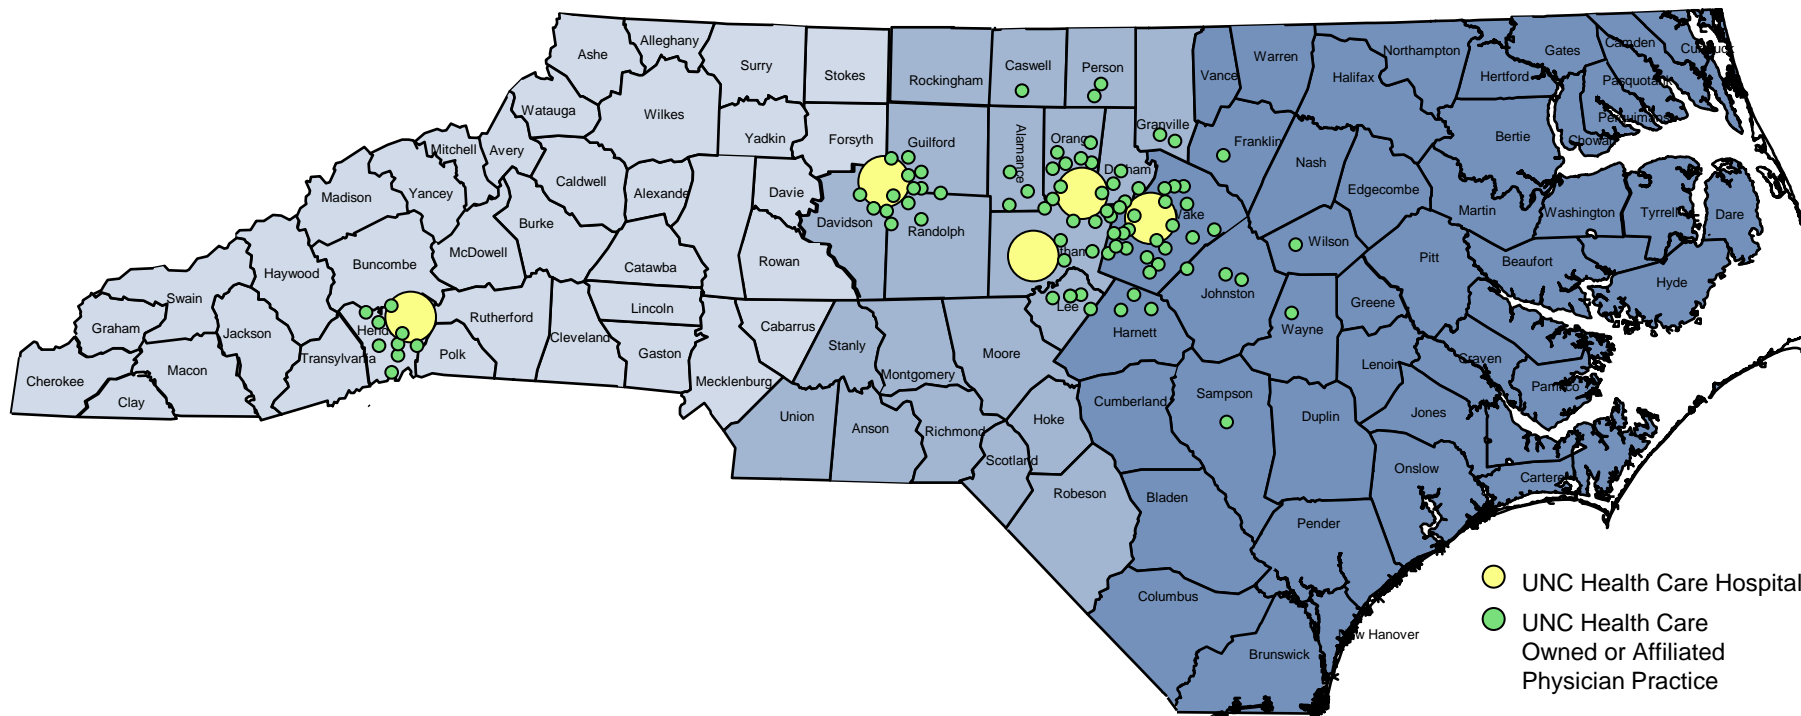 Ashe
Alleghany
Surry
Stokes
Rockingham
Caswell
Person
Vance
Warren
Northampton
Gates
Camden
Halifax
Hertford
Pasquotank
Watauga
Wilkes
Yadkin
Forsyth
Guilford
Alamance
Granville
Franklin
Nash
Bertie
Mitchell
Avery
Madison
Yancey
Caldwell
Davie
Davidson
Randolph
Edgecombe
Martin
Washington
Tyrrell
Dare
Burke
McDowell
Buncombe
Haywood
Catawba
Rowan
Wilson
Pitt
Beaufort
Hyde
Swain
Graham
Jackson
Rutherford
Lincoln
Cleveland
Gaston
Cabarrus
Stanly
Montgomery
Moore
Lee
Harnett
Johnston
Wayne
Greene
Lenoir
Craven
Pamlico
Cherokee
Clay
Macon
Transylvania
Polk
Mecklenburg
Union
Anson
Richmond
Hoke
Scotland
Cumberland
Sampson
Duplin
Jones
Onslow
Robeson
Bladen
Pender
Columbus
Brunswick
UNC Health Care Hospital
UNC Health Care
Owned or Affiliated
Physician Practice